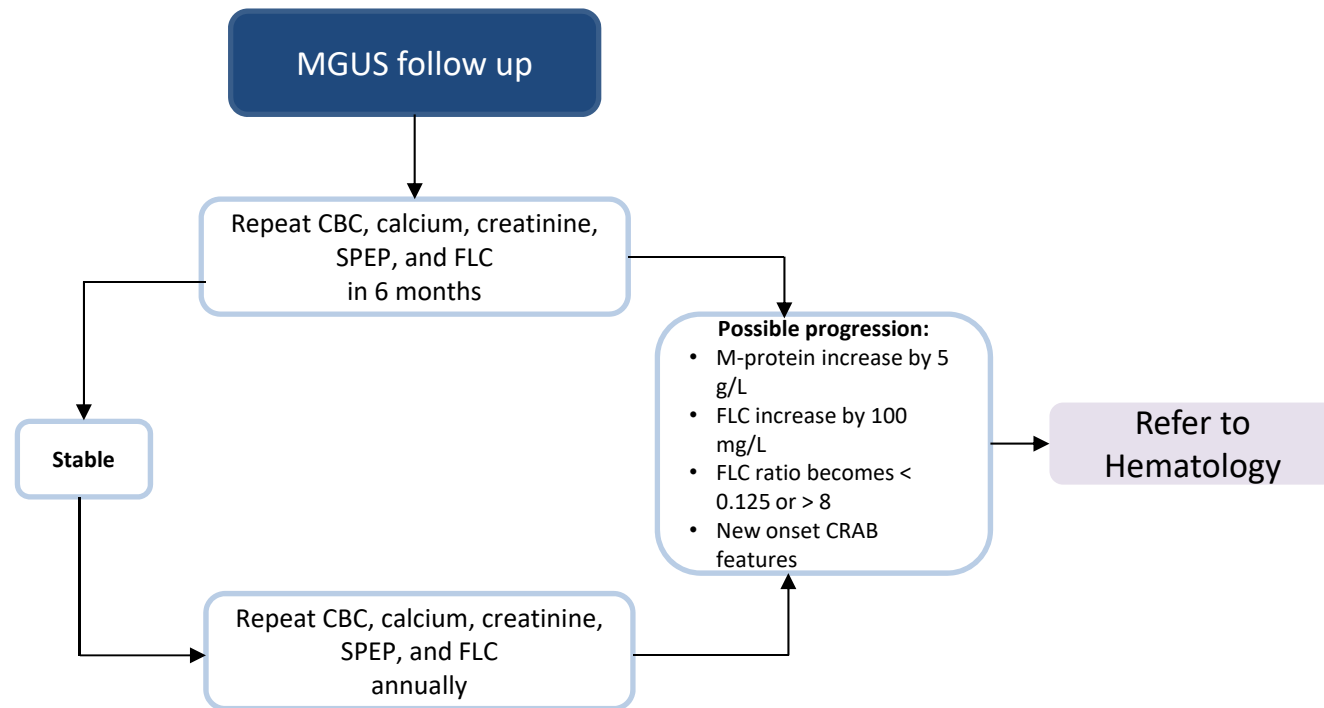 MGUS follow up
Repeat CBC, calcium, creatinine,
SPEP, and FLC
in 6 months
Possible progression:
• M-protein increase by 5
g/L
• FLC increase by 100
mg/L
• FLC ratio becomes <
0.125 or > 8
• New onset CRAB
features
Refer to
Hematology
Stable
Repeat CBC, calcium, creatinine,
SPEP, and FLC
annually